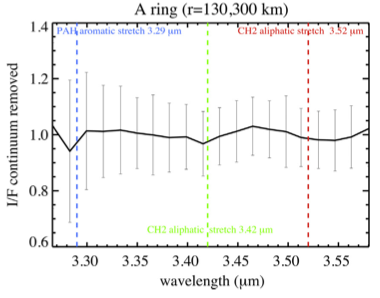 A ring (r=130,300 km)
PAH aromatic stretch 3.29 µm
CH2 aliphatic stretch 3.52 µm
CH2 aliphatic stretch 3.42 µm
I/F continuum removed
1.4
1.2
1.0
0.8
0.6
3.30 3.35 3.40 3.45 3.50 3.55
wavelength (µm)